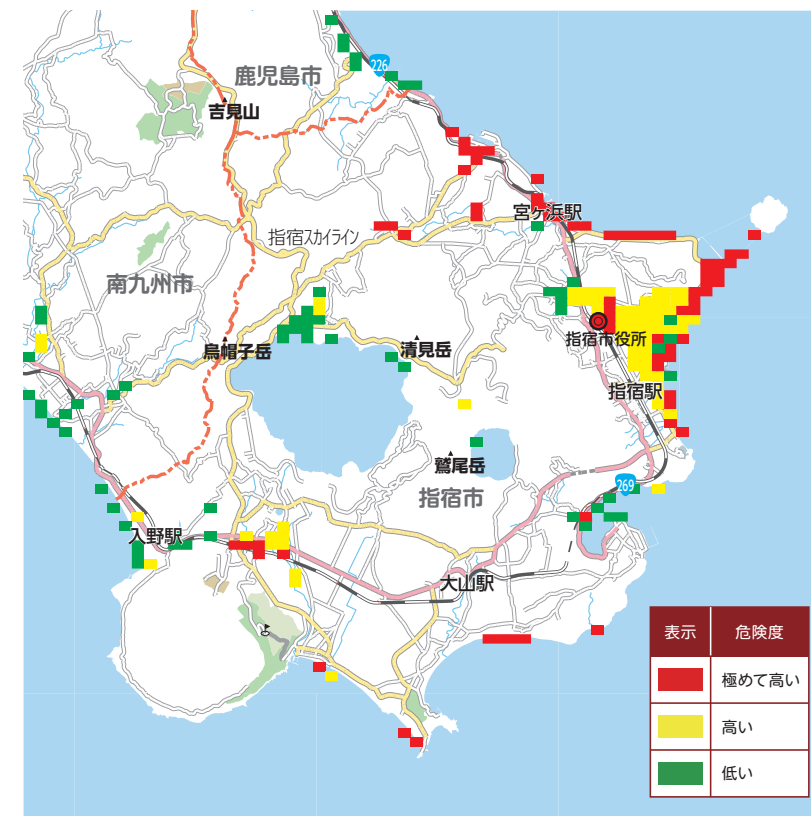 鹿児島市
226
吉見山
宮ヶ浜駅
指宿スカイライン
南九州市
指宿市役所
烏帽子岳
清見岳
指宿駅
鷲尾岳
指宿市
269
入野駅
大山駅
表示 危険度
極めて高い
高い
低い